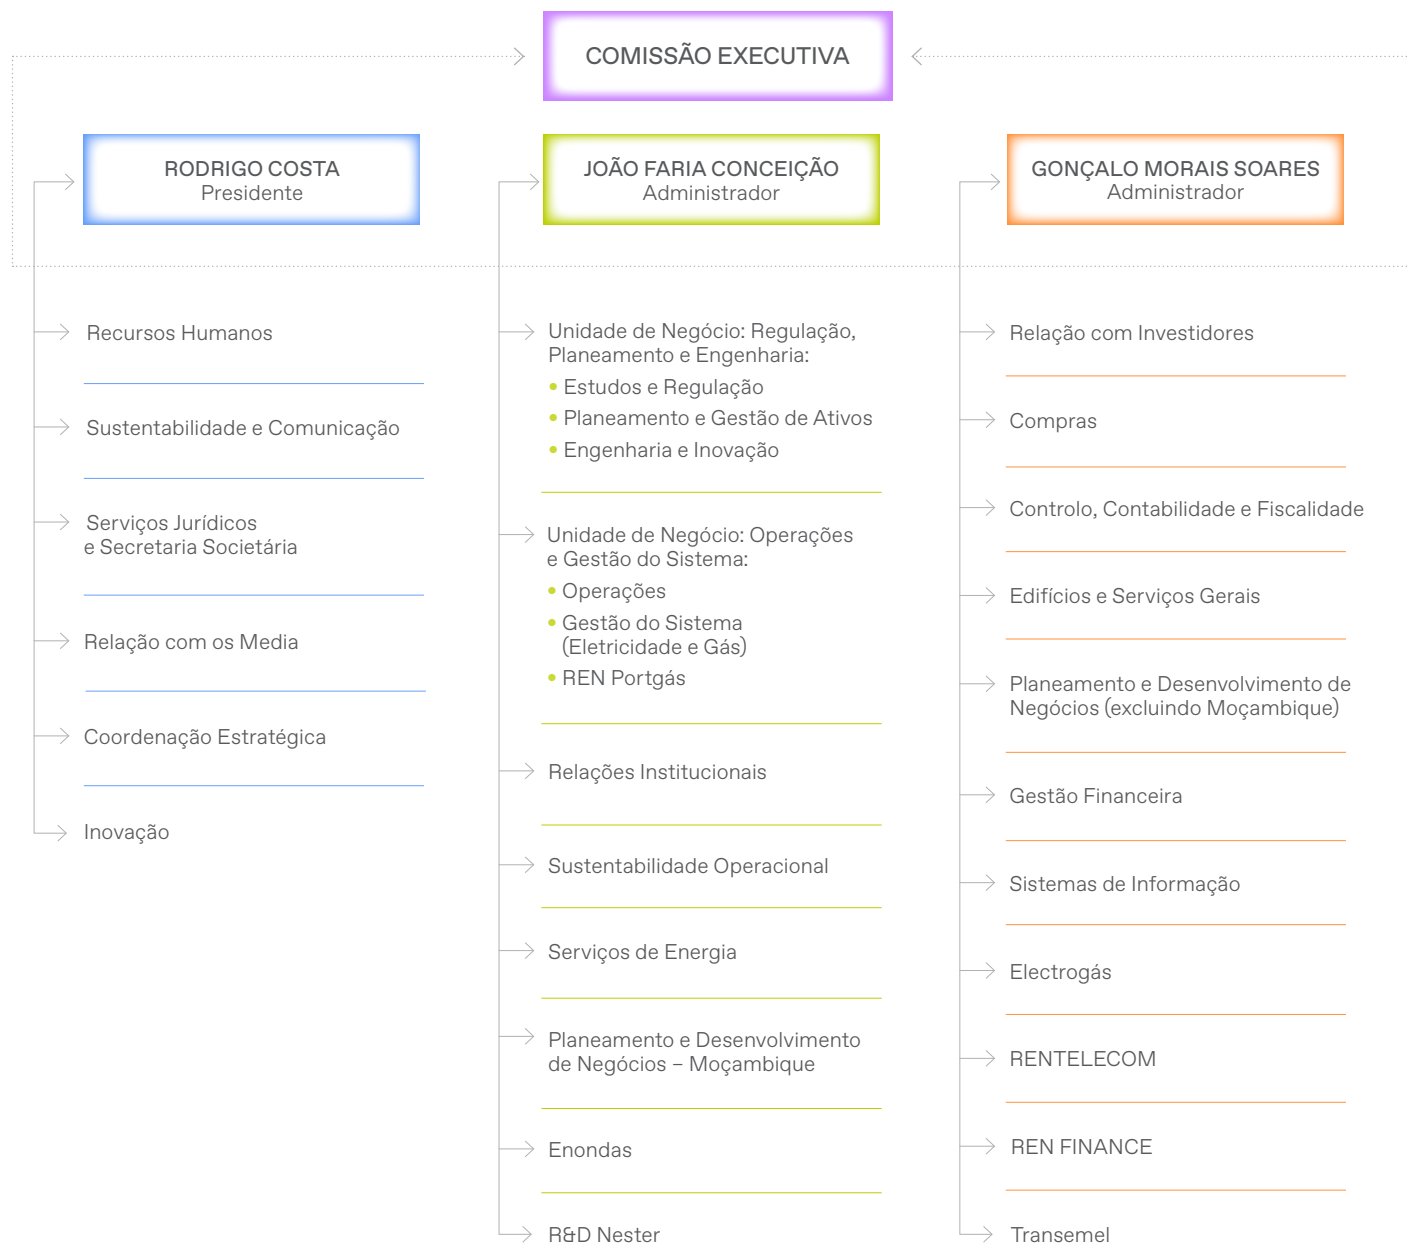 COMISSÃO EXECUTIVA
RODRIGO COSTA
Presidente
Recursos Humanos
Sustentabilidade e Comunicação
Serviços Jurídicos
e Secretaria Societária
Relação com os Media
Coordenação Estratégica
Inovação
JOÃO FARIA CONCEIÇÃO
Administrador
Unidade de Negócio: Regulação,
Planeamento e Engenharia:
• Estudos e Regulação
• Planeamento e Gestão de Ativos
• Engenharia e Inovação
Unidade de Negócio: Operações
e Gestão do Sistema:
• Operações
• Gestão do Sistema
(Eletricidade e Gás)
• REN Portgás
Relações Institucionais
Sustentabilidade Operacional
Serviços de Energia
Planeamento e Desenvolvimento
de Negócios – Moçambique
Enondas
R&D Nester
GONÇALO MORAIS SOARES
Administrador
Relação com Investidores
Compras
Controlo, Contabilidade e Fiscalidade
Edifícios e Serviços Gerais
Planeamento e Desenvolvimento de
Negócios (excluindo Moçambique)
Gestão Financeira
Sistemas de Informação
Electrogás
RENTELECOM
REN FINANCE
Transemel